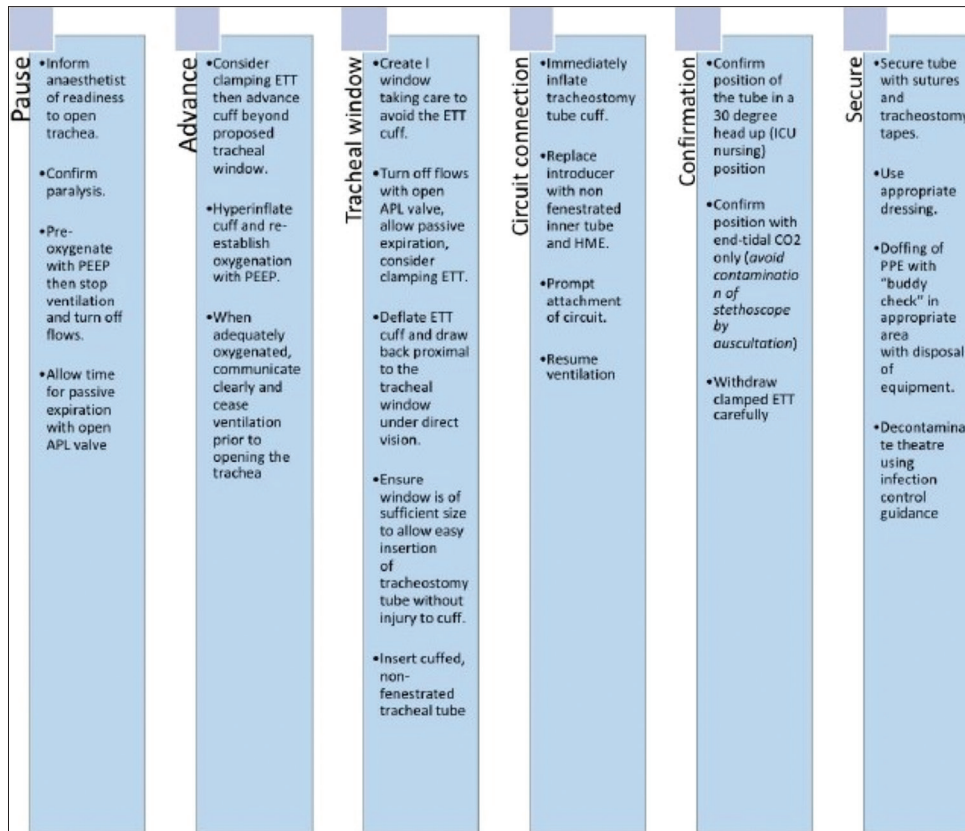 Pause
•Inform
anaesthetist
of readiness
to open
trachea.
•Confirm
paralysis.
•Pre-
oxygenate
with PEEP
then stop
ventilation
and turn off
flows.
•Allow time
for passive
expiration
with open
APL valve
Advance
•Consider
clamping ETT
then advance
cuff beyond
proposed
tracheal
window.
•Hyperinflate
cuff and re-
establish
oxygenation
with PEEP.
•When
adequately
oxygenated,
communicate
clearly and
cease
ventilation
prior to
opening the
trachea
Tracheal window
•Create l
window
taking care to
avoid the ETT
cuff.
•Turn off flows
with open
APL valve,
allow passive
expiration,
consider
clamping ETT.
•Deflate ETT
cuff and draw
back proximal
to the
tracheal
window
under direct
vision.
•Ensure
window is of
sufficient size
to allow easy
insertion
of
tracheostomy
tube without
injury to cuff.
•Insert cuffed,
non-
fenestrated
tracheal tube
Circuit connection
•Immediately
inflate
tracheostomy
tube cuff.
•Replace
introducer
with non
fenestrated
inner tube
and HME.
•Prompt
attachment
of circuit.
•Resume
ventilation
Confirmation
•Confirm
position of
the tube in a
30 degree
head up (ICU
nursing)
position
•Confirm
position with
end-tidal CO2
only (avoid
contaminatio
n of
stethoscope
by
auscultation)
•Withdraw
clamped ETT
carefully
Secure
•Secure tube
with sutures
and
tracheostomy
tapes.
•Use
appropriate
dressing.
•Doffing of
PPE with
“buddy
check” in
appropriate
area
with disposal
of
equipment.
•Decontamina
te theatre
using
infection
control
guidance